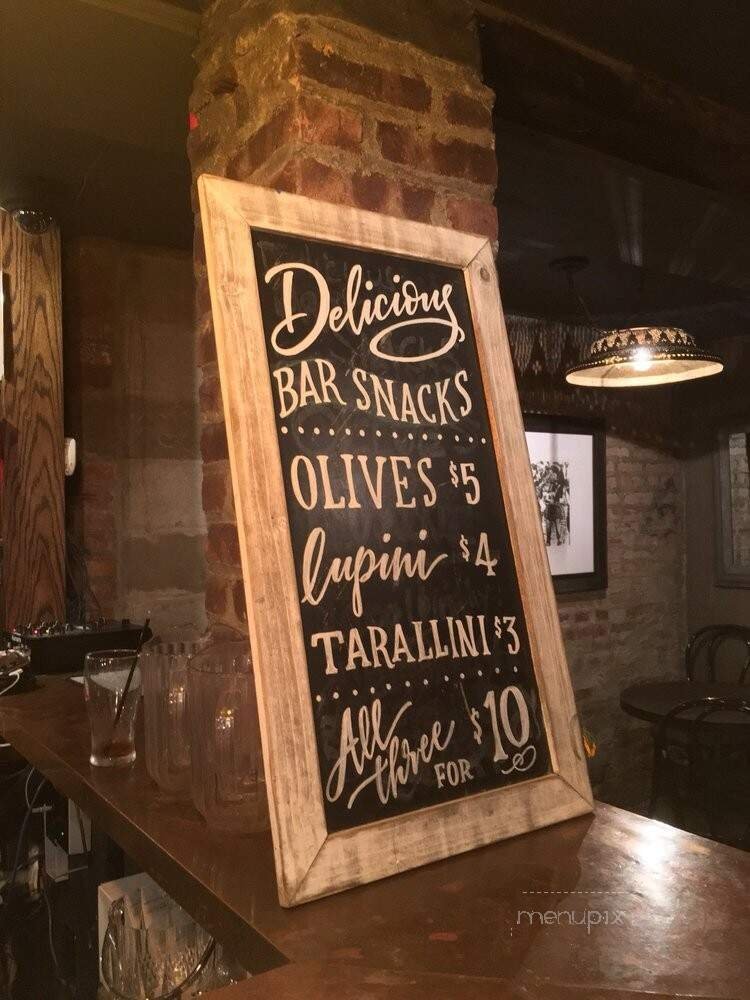 Delicious
BAR SNACKS
OLIVES $5
lupini $4
TARALLINI $3
All three FOR $10
menupix